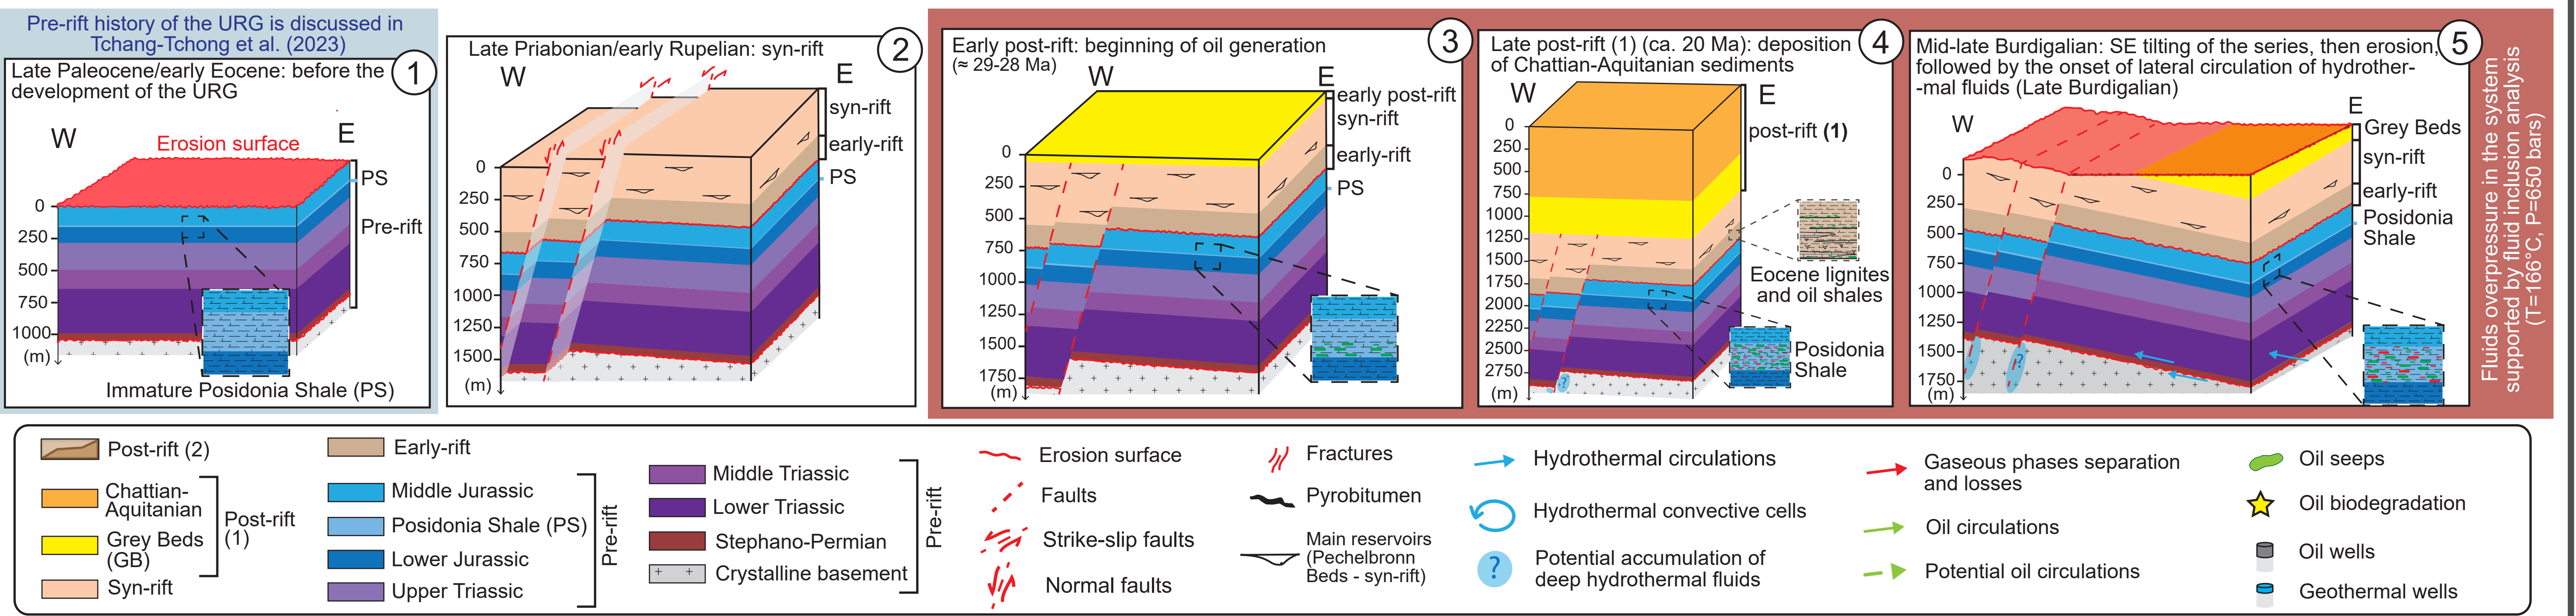 Pre-rift history of the URG is discussed in
Tchang-Tchong et al. (2023)
1
Late Paleocene/early Eocene: before the
development of the URG
W
E
Erosion surface
PS
Pre-rift
0
250
500
750
1000
(m)
Immature Posidonia Shale (PS)
2
Late Priabonian/early Rupelian: syn-rift
W
E
syn-rift
early-rift
PS
0
250
500
750
1000
1250
1500
(m)
3
Early post-rift: beginning of oil generation
(≈ 29-28 Ma)
W
E
early post-rift
syn-rift
early-rift
PS
0
250
500
750
1000
1250
1500
1750
(m)
4
Late post-rift (1) (ca. 20 Ma): deposition
of Chattian-Aquitanian sediments
W
E
post-rift (1)
0
250
500
750
1000
1250
1500
1750
2000
2250
2500
2750
(m)
Eocene lignites
and oil shales
Posidonia
Shale
?
5
Mid-late Burdigalian: SE tilting of the series, then erosion,
followed by the onset of lateral circulation of hydrother-
-mal fluids (Late Burdigalian)
W
E
Grey Beds
syn-rift
early-rift
Posidonia
Shale
0
250
500
750
1000
1250
1500
1750
(m)
?
Fluids overpressure in the system
supported by fluid inclusion analysis
(T=166°C, P=650 bars)
Post-rift (2)
Chattian-
Aquitanian
Grey Beds
(GB)
Post-rift
(1)
Syn-rift
Early-rift
Middle Jurassic
Posidonia Shale (PS)
Lower Jurassic
Upper Triassic
Pre-rift
Middle Triassic
Lower Triassic
Stephano-Permian
Crystalline basement
Pre-rift
Erosion surface
Faults
Strike-slip faults
Normal faults
Fractures
Pyrobitumen
Main reservoirs
(Pechelbronn
Beds - syn-rift)
Hydrothermal circulations
Hydrothermal convective cells
?
Potential accumulation of
deep hydrothermal fluids
Gaseous phases separation
and losses
Oil circulations
Potential oil circulations
Oil seeps
Oil biodegradation
Oil wells
Geothermal wells